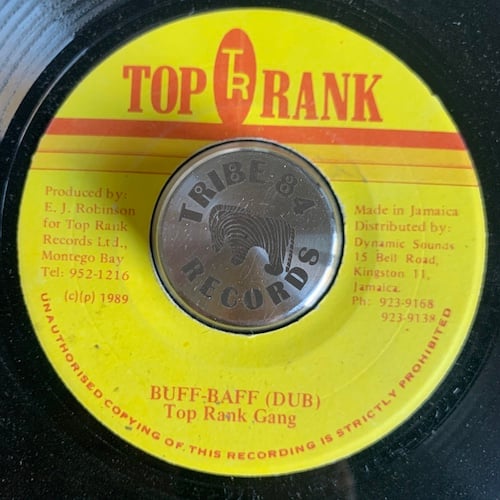 TOP TR RANK
Produced by:
E. J. Robinson
for Top Rank
Records Ltd.,
Montego Bay
Tel: 952-1216
(c)(p) 1989
TRIBE 84
RECORDS
Made in Jamaica
Distributed by:
Dynamic Sounds
15 Bell Road,
Kingston 11,
Jamaica.
Ph: 923-9168
923-9138
BUFF-BAFF (DUB)
Top Rank Gang
UNAUTHORISED COPYING OF THIS RECORDING IS STRICTLY PROHIBITED